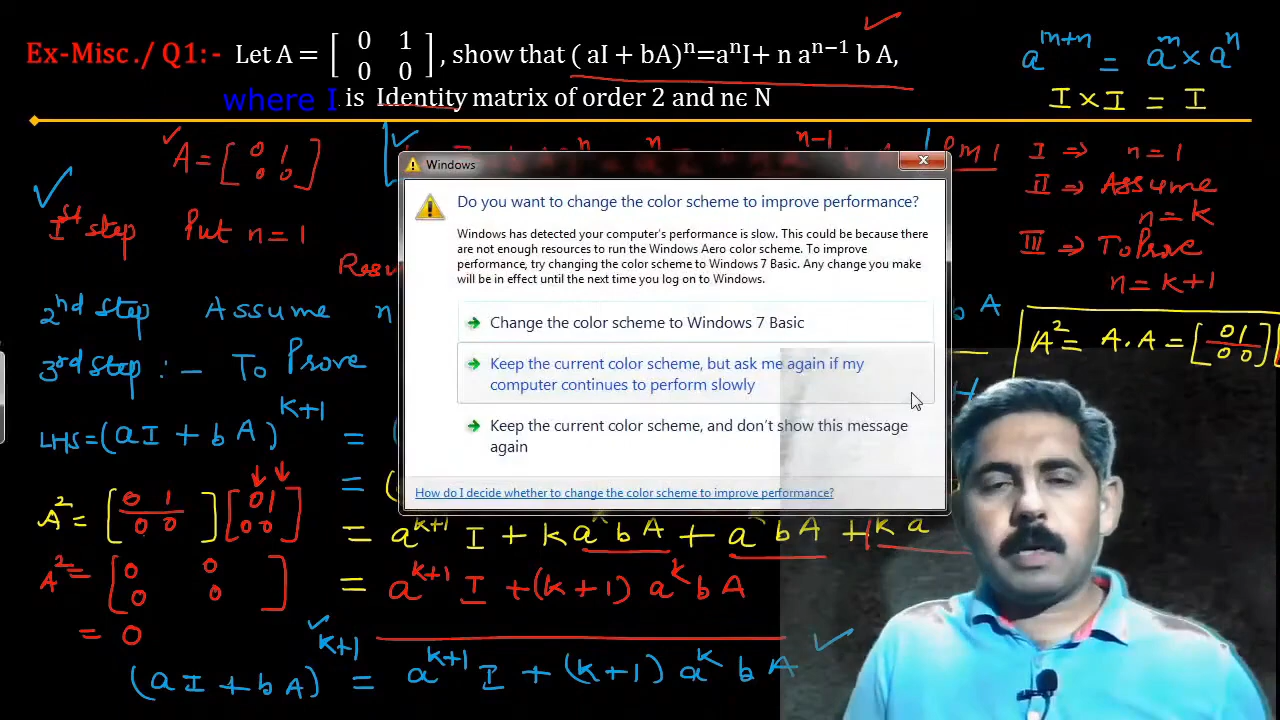 Ex-Misc./ Q1:- Let A = [ 0 1 0 0 ], show that ( aI + bA)ⁿ=aⁿI+ n aⁿ⁻¹ b A,
where I is Identity matrix of order 2 and nϵ N
a^{m+n} = a^m × a^n
I × I = I
A = [ 0 1 0 0 ]
n
n
n-1
P M I
I ⇒ n = 1
II ⇒ Assume n = k
III ⇒ To Prove n = k+1
Iˢᵗ step Put n = 1
2ⁿᵈ step Assume n
b A
3rd step :- To Prove
A² = A . A = [ 0 1 0 0 ]
LHS = (a I + b A)^{k+1} =
=
A² = [ 0 1 0 0 ] [ 0 1 0 0 ]
= a^{k+1} I + k a b A + a b A + k a
A² = [ 0 0 0 0 ]
= a^{k+1} I + (k+1) a^k b A
= 0
(a I + b A)^{k+1} = a^{k+1} I + (k+1) a^k b A
Windows
Do you want to change the color scheme to improve performance?
Windows has detected your computer's performance is slow. This could be because there
are not enough resources to run the Windows Aero color scheme. To improve
performance, try changing the color scheme to Windows 7 Basic. Any change you make
will be in effect until the next time you log on to Windows.
Change the color scheme to Windows 7 Basic
Keep the current color scheme, but ask me again if my
computer continues to perform slowly
Keep the current color scheme, and don't show this message
again
How do I decide whether to change the color scheme to improve performance?